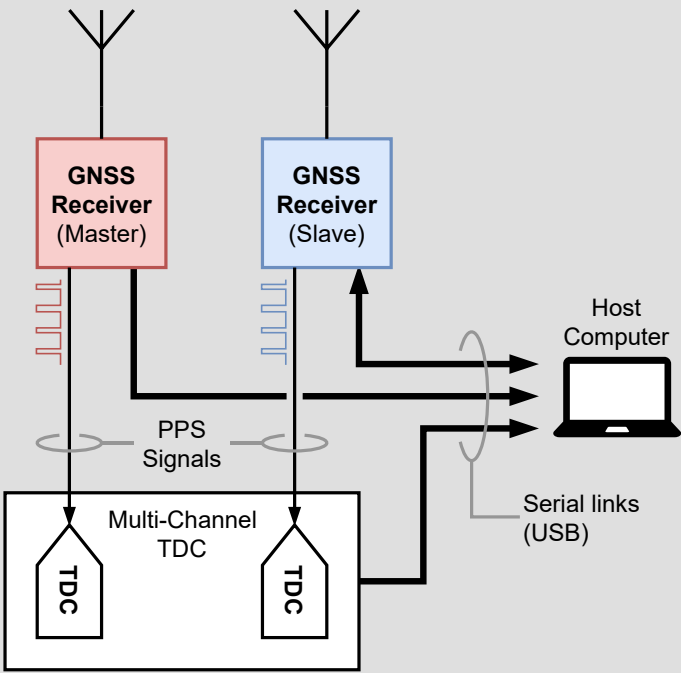 GNSS
Receiver
(Master)
GNSS
Receiver
(Slave)
Host
Computer
PPS
Signals
Serial links
(USB)
Multi-Channel
TDC
TDC
TDC